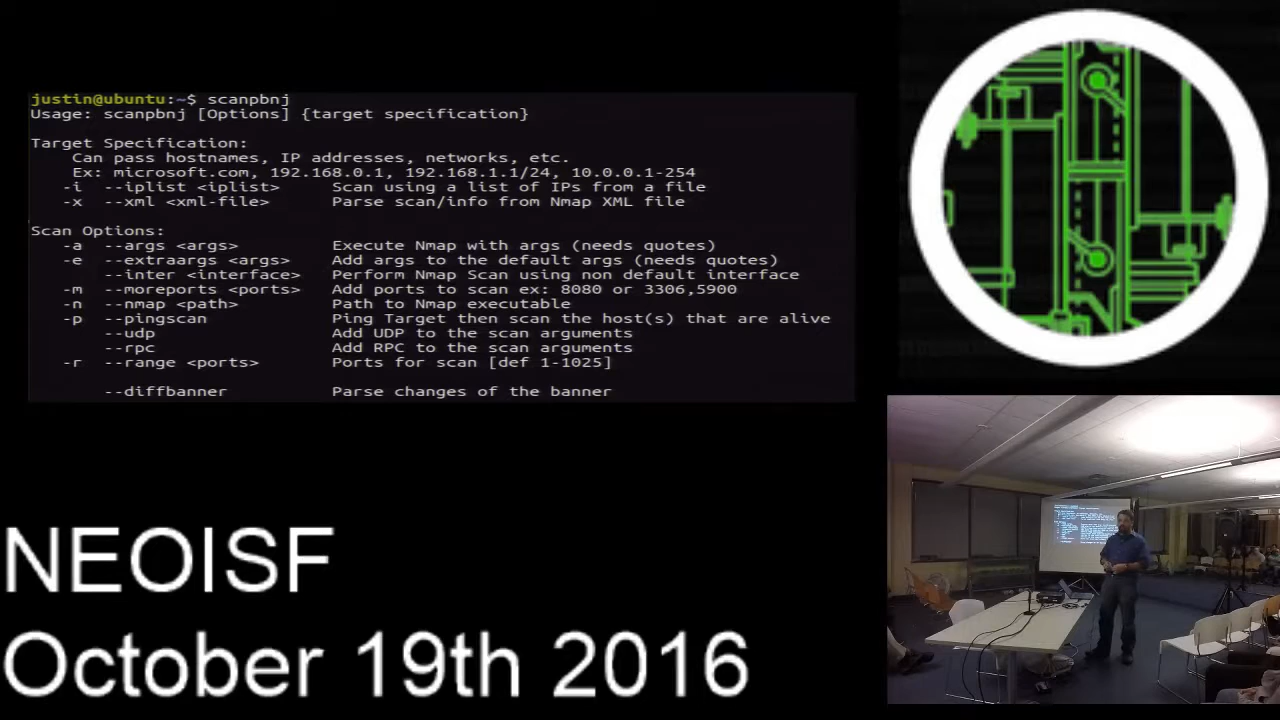 justin@ubuntu:~$ scanpbnj
Usage: scanpbnj [Options] {target specification}
Target Specification:
Can pass hostnames, IP addresses, networks, etc.
Ex: microsoft.com, 192.168.0.1, 192.168.1.1/24, 10.0.0.1-254
-i --iplist <iplist> Scan using a list of IPs from a file
-x --xml <xml-file> Parse scan/info from Nmap XML file
Scan Options:
-a --args <args> Execute Nmap with args (needs quotes)
-e --extraargs <args> Add args to the default args (needs quotes)
--inter <interface> Perform Nmap Scan using non default interface
-m --moreports <ports> Add ports to scan ex: 8080 or 3306,5900
-n --nmap <path> Path to Nmap executable
-p --pingscan Ping Target then scan the host(s) that are alive
--udp Add UDP to the scan arguments
--rpc Add RPC to the scan arguments
-r --range <ports> Ports for scan [def 1-1025]
--diffbanner Parse changes of the banner
NEOISF
October 19th 2016